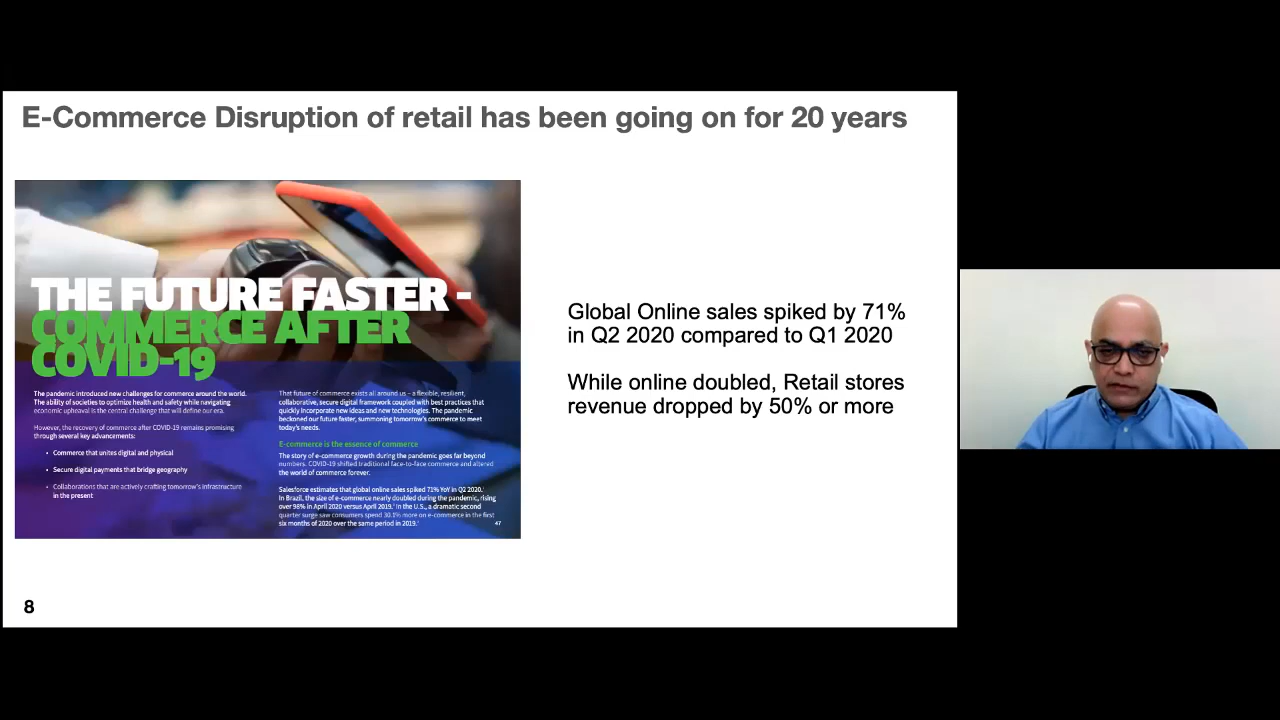 E-Commerce Disruption of retail has been going on for 20 years
THE FUTURE FASTER -
COMMERCE AFTER
COVID-19
The pandemic introduced new challenges for commerce around the world.
The ability of societies to optimize health and safety while navigating
economic upheaval is the central challenge that will define our era.
However, the recovery of commerce after COVID-19 remains promising
through several key advancements:
• Commerce that unites digital and physical
• Secure digital payments that bridge geography
• Collaborations that are actively crafting tomorrow's infrastructure
in the present
That future of commerce exists all around us – a flexible, resilient,
collaborative, secure digital framework coupled with best practices that
quickly incorporate new ideas and new technologies. The pandemic
beckoned our future faster, summoning tomorrow's commerce to meet
today's needs.
E-commerce is the essence of commerce
The story of e-commerce growth during the pandemic goes far beyond
numbers. COVID-19 shifted traditional face-to-face commerce and altered
the world of commerce forever.
Salesforce estimates that global online sales spiked 71% YoY in Q2 2020.
In Brazil, the size of e-commerce nearly doubled during the pandemic, rising
over 98% in April 2020 versus April 2019. In the U.S., a dramatic second
quarter surge saw consumers spend 30.1% more on e-commerce in the first
six months of 2020 over the same period in 2019.
47
Global Online sales spiked by 71%
in Q2 2020 compared to Q1 2020
While online doubled, Retail stores
revenue dropped by 50% or more
8